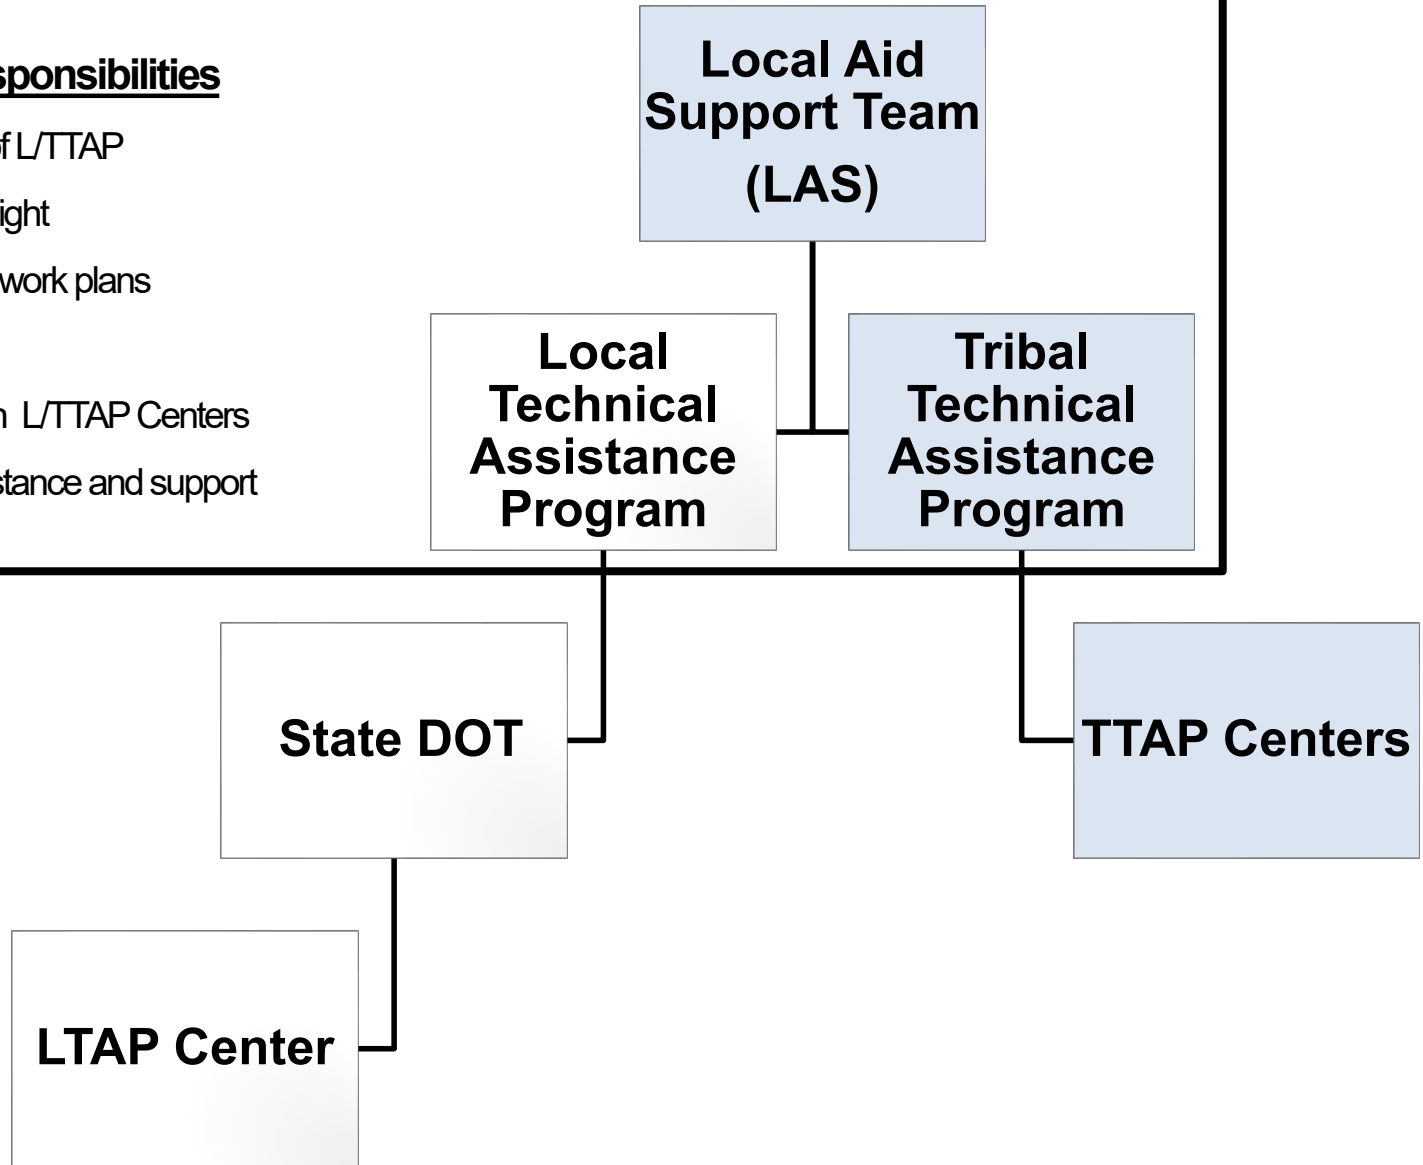 sponsibilities
of L/TTAP
ight
work plans
L/TTAP Centers
stance and support
Local Aid
Support Team
(LAS)
Local
Technical
Assistance
Program
Tribal
Technical
Assistance
Program
State DOT
TTAP Centers
LTAP Center